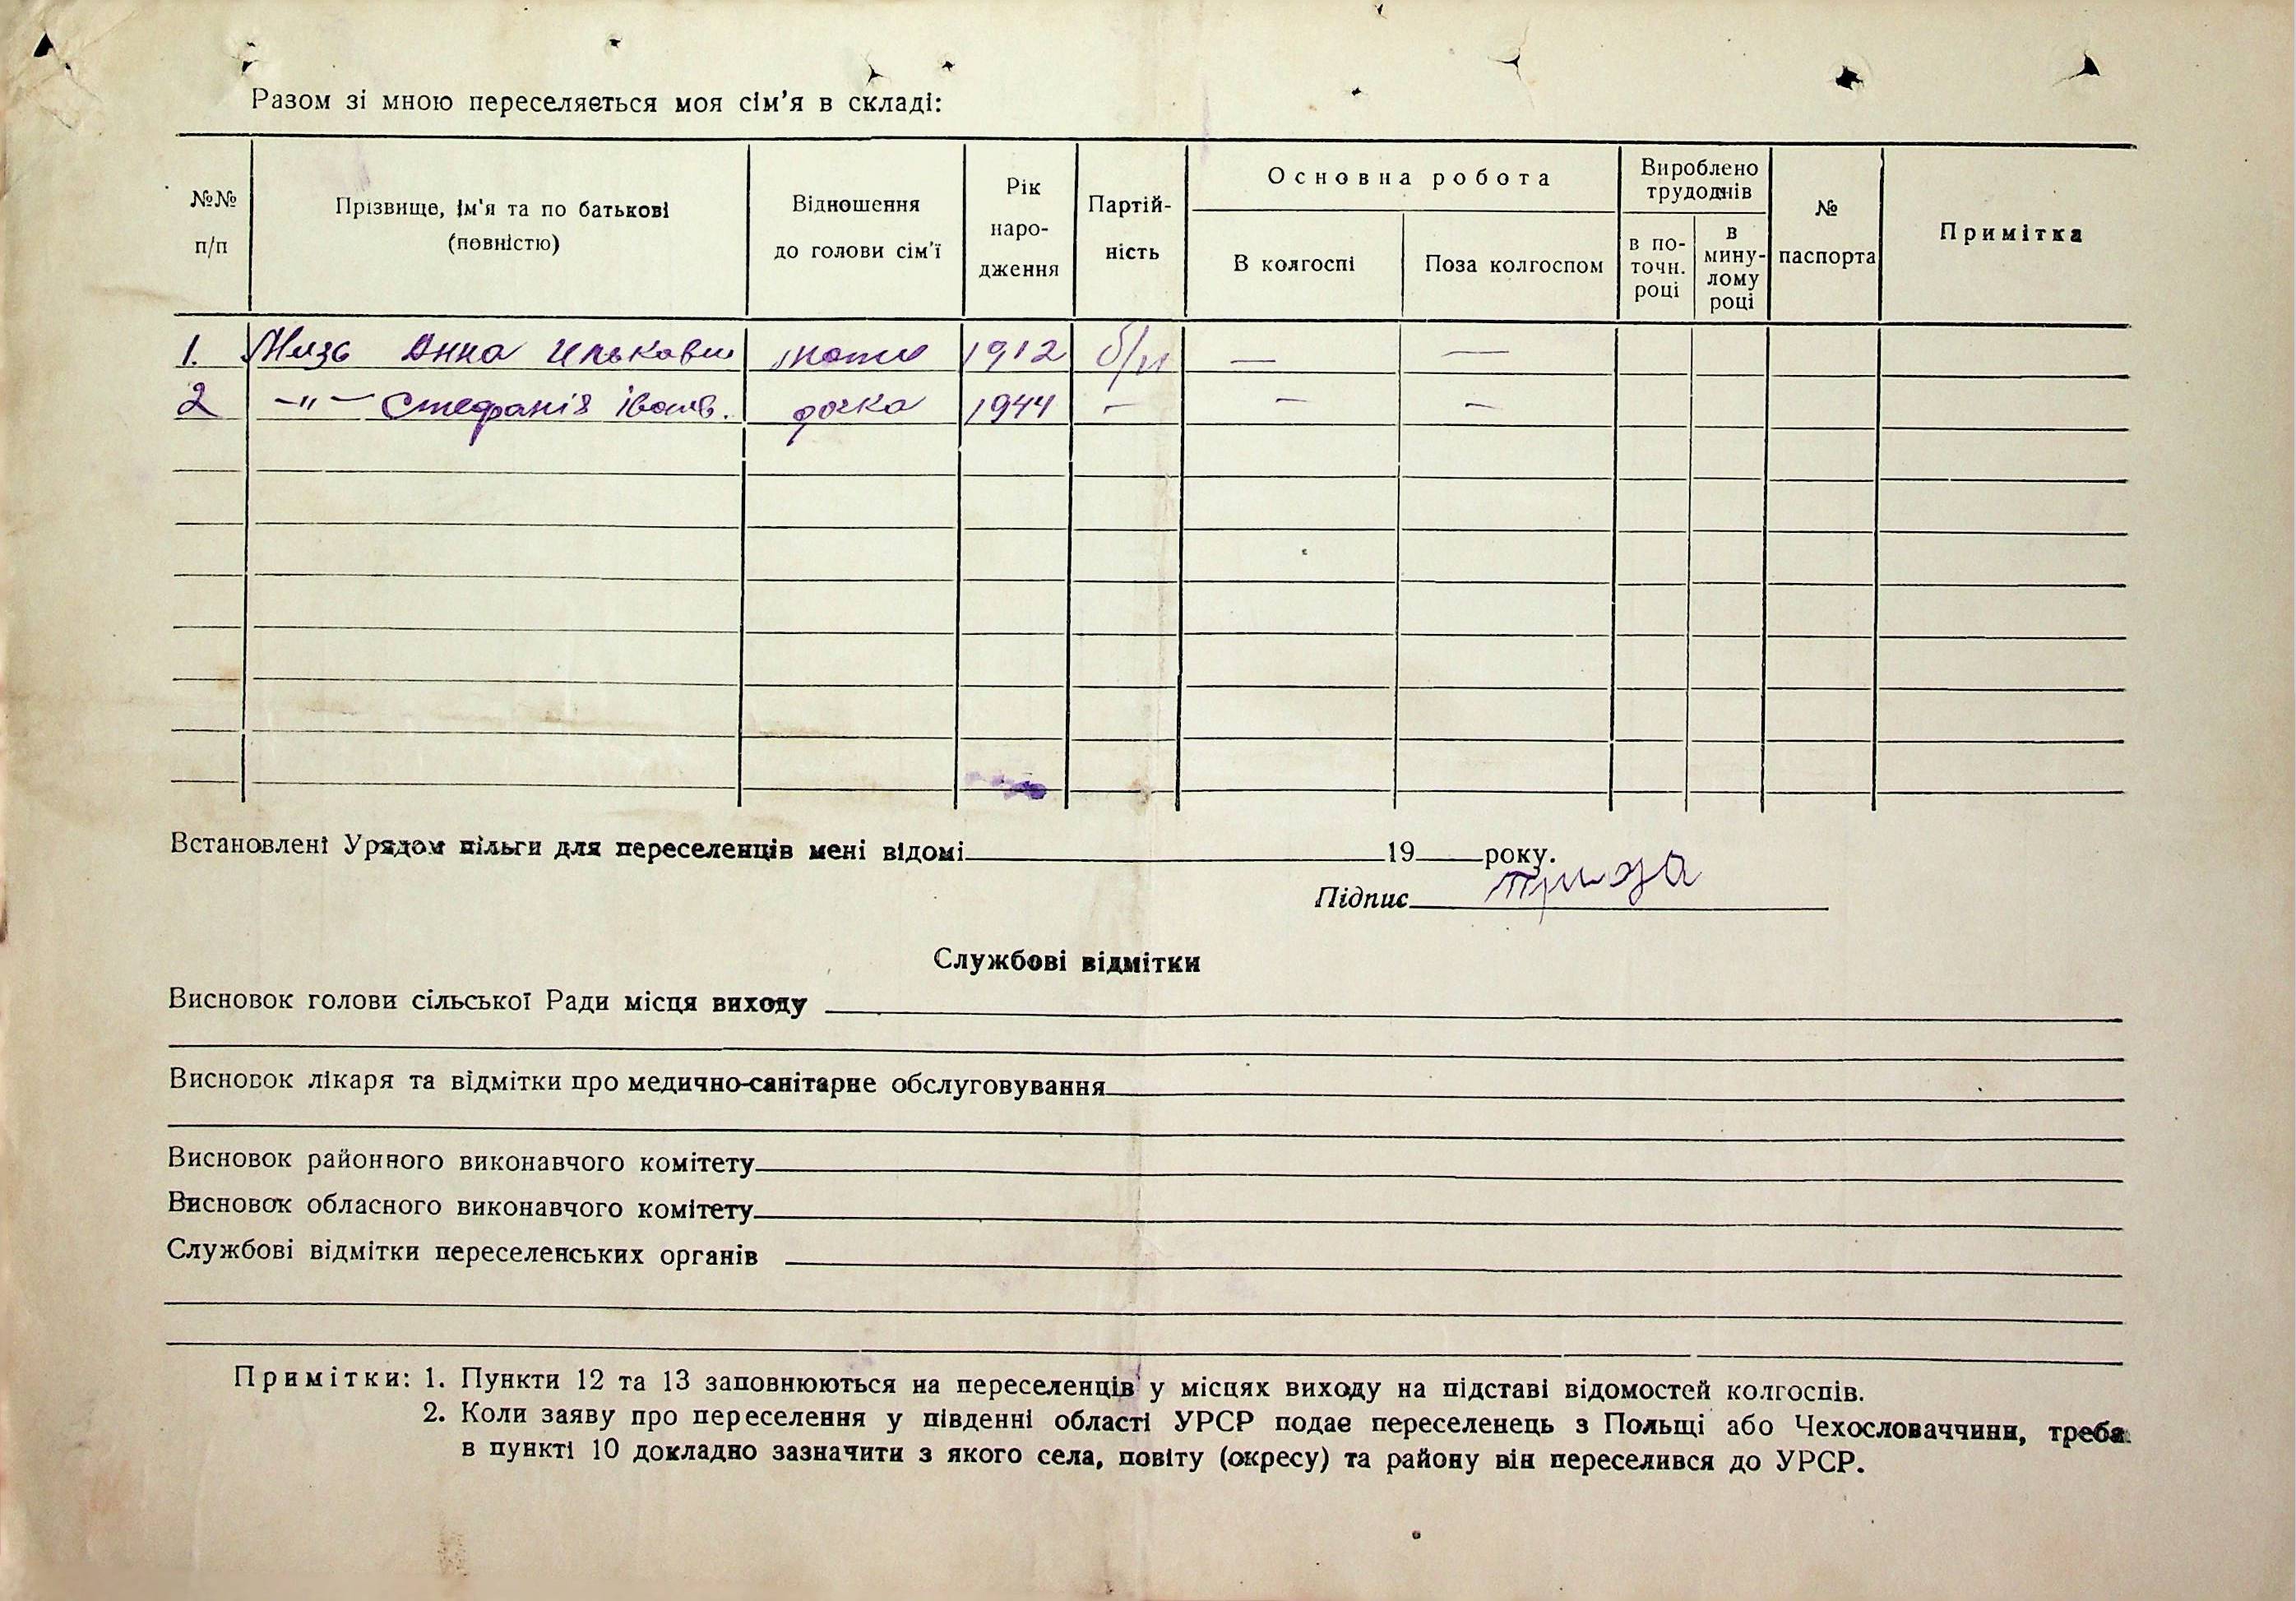 Разом зі мною переселяється моя сім'я в складі:
№№ п/п
Прізвище, ім'я та по батькові (повністю)
Відношення до голови сім'ї
Рік народження
Партійність
Основна робота
В колгоспі
Поза колгоспом
Вироблено трудоднів
в поточн. році
в минулому році
№ паспорта
Примітка
1. Анна Ильковна мати 1912 б/п — —
2 -"- Стефанія Іван. дочка 1944 - - -
Встановлені Урядом пільги для переселенців мені відомі 19 року.
Підпис
Службові відмітки
Висновок голови сільської Ради місця виходу
Висновок лікаря та відмітки про медично-санітарне обслуговування
Висновок районного виконавчого комітету
Висновок обласного виконавчого комітету
Службові відмітки переселенських органів
Примітки: 1. Пункти 12 та 13 заповнюються на переселенців у місцях виходу на підставі відомостей колгоспів.
2. Коли заяву про переселення у південні області УРСР подає переселенець з Польщі або Чехословаччини, треба
в пункті 10 докладно зазначити з якого села, повіту (окресу) та району він переселився до УРСР.